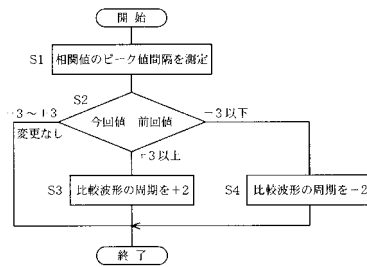 開始
S1 相関値のピーク値間隔を測定
S2
-3～+3
変更なし
今回値 前回値
-3以下
+3以上
S3 比較波形の周期を+2
S4 比較波形の周期を-2
終了